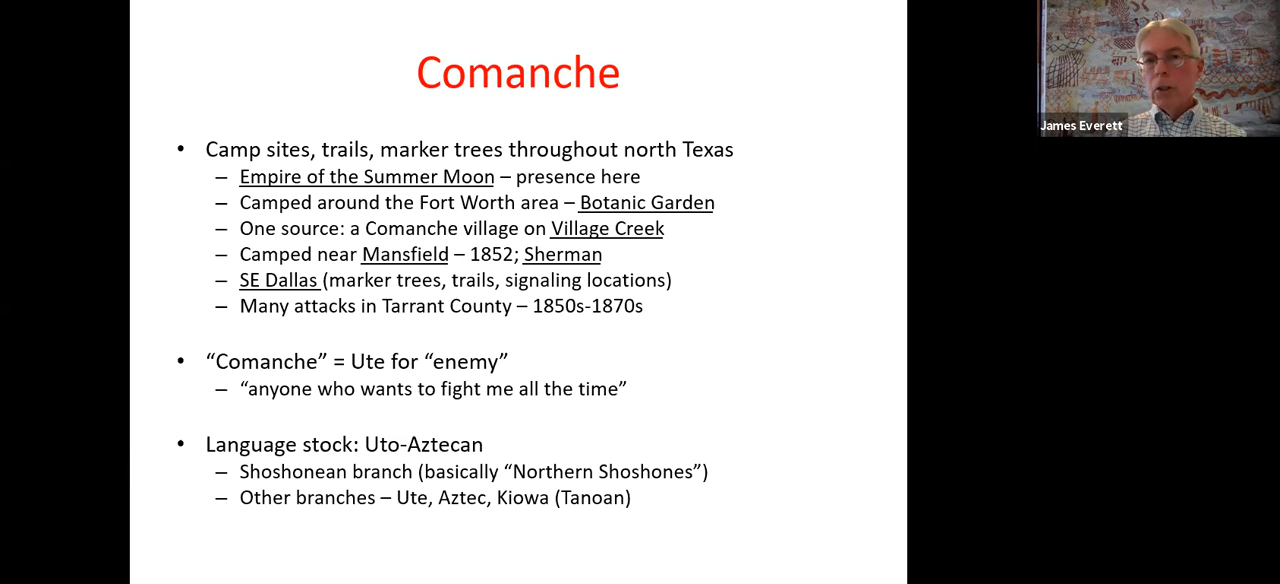 Comanche
• Camp sites, trails, marker trees throughout north Texas
– Empire of the Summer Moon – presence here
– Camped around the Fort Worth area – Botanic Garden
– One source: a Comanche village on Village Creek
– Camped near Mansfield – 1852; Sherman
– SE Dallas (marker trees, trails, signaling locations)
– Many attacks in Tarrant County – 1850s-1870s
• “Comanche” = Ute for “enemy”
– “anyone who wants to fight me all the time”
• Language stock: Uto-Aztecan
– Shoshonean branch (basically “Northern Shoshones”)
– Other branches – Ute, Aztec, Kiowa (Tanoan)
James Everett